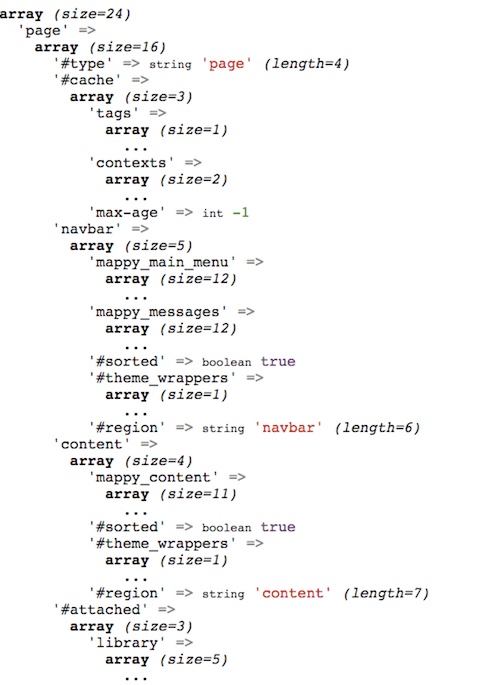 array (size=24)
'page' =>
array (size=16)
'#type' => string 'page' (length=4)
'#cache' =>
array (size=3)
'tags' =>
array (size=1)
...
'contexts' =>
array (size=2)
...
'max-age' => int -1
'navbar' =>
array (size=5)
'mappy_main_menu' =>
array (size=12)
...
'mappy_messages' =>
array (size=12)
...
'#sorted' => boolean true
'#theme_wrappers' =>
array (size=1)
...
'#region' => string 'navbar' (length=6)
'content' =>
array (size=4)
'mappy_content' =>
array (size=11)
...
'#sorted' => boolean true
'#theme_wrappers' =>
array (size=1)
...
'#region' => string 'content' (length=7)
'#attached' =>
array (size=3)
'library' =>
array (size=5)
...